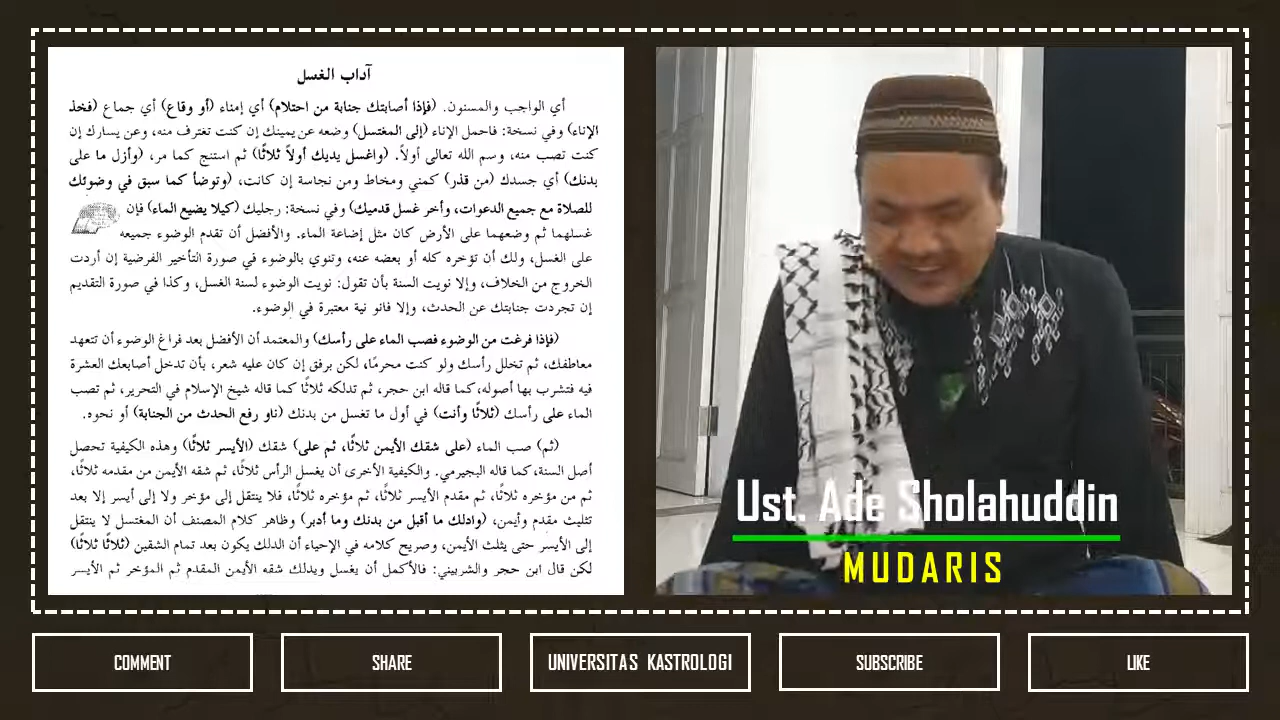 آداب الغسل
أي الواجب والمسنون. (فإذا أصابتك جنابة من احتلام) أي إمناء (أو وقاع) أي جماع (فخذ
الإناء) وفي نسخة: فاحمل الإناء (إلى المغتسل) وضعه عن يمينك إن كنت تغترف منه، وعن يسارك إن
كنت تصب منه، وسم الله تعالى أولاً. (واغسل يديك أولاً ثلاثًا) ثم استنج كما مر، (وأزل ما على
بدنك) أي جسدك (من قذر) كمني ومخاط ومن نجاسة إن كانت، (وتوضأ كما سبق في وضوئك
للصلاة مع جميع الدعوات، وأخر غسل قدميك) وفي نسخة: رجليك (كيلا يضيع الماء) فإن
غسلهما ثم وضعهما على الأرض كان مثل إضاعة الماء. والأفضل أن تقدم الوضوء جميعه
على الغسل، ولك أن تؤخره كله أو بعضه عنه، وتنوي بالوضوء في صورة التأخير الفرضية إن أردت
الخروج من الخلاف، وإلا نويت السنة بأن تقول: نويت الوضوء لسنة الغسل، وكذا في صورة التقديم
إن تجردت جنابتك عن الحدث، وإلا فانو نية معتبرة في الوضوء.
(فإذا فرغت من الوضوء فصب الماء على رأسك) والمعتمد أن الأفضل بعد فراغ الوضوء أن تتعهد
معاطفك، ثم تخلل رأسك ولو كنت محرمًا، لكن برفق إن كان عليه شعر، بأن تدخل أصابعك العشرة
فيه فتشرب بها أصوله، كما قاله ابن حجر، ثم تدلكه ثلاثًا كما قاله شيخ الإسلام في التحرير، ثم تصب
الماء على رأسك (ثلاثًا وأنت) في أول ما تغسل من بدنك (ناو رفع الحدث من الجنابة) أو نحوه.
(ثم) صب الماء (على شقك الأيمن ثلاثًا، ثم على) شقك (الأيسر ثلاثًا) وهذه الكيفية تحصل
أصل السنة، كما قاله البجيرمي. والكيفية الأخرى أن يغسل الرأس ثلاثًا، ثم شقه الأيمن من مقدمه ثلاثًا،
ثم من مؤخره ثلاثًا، ثم مقدم الأيسر ثلاثًا، ثم مؤخره ثلاثًا، فلا ينتقل إلى مؤخر ولا إلى أيسر إلا بعد
تثليث مقدم وأيمن، (وادلك ما أقبل من بدنك وما أدبر) وظاهر كلام المصنف أن المغتسل لا ينتقل
إلى الأيسر حتى يثلث الأيمن، وصريح كلامه في الإحياء أن الدلك يكون بعد تمام الشقين (ثلاثًا ثلاثًا)
لكن قال ابن حجر والشربيني: فالأكمل أن يغسل ويدلك شقه الأيمن المقدم ثم المؤخر ثم الأيسر
Ust. Ade Sholahuddin
MUDARIS
COMMENT
SHARE
UNIVERSITAS KASTROLOGI
SUBSCRIBE
LIKE